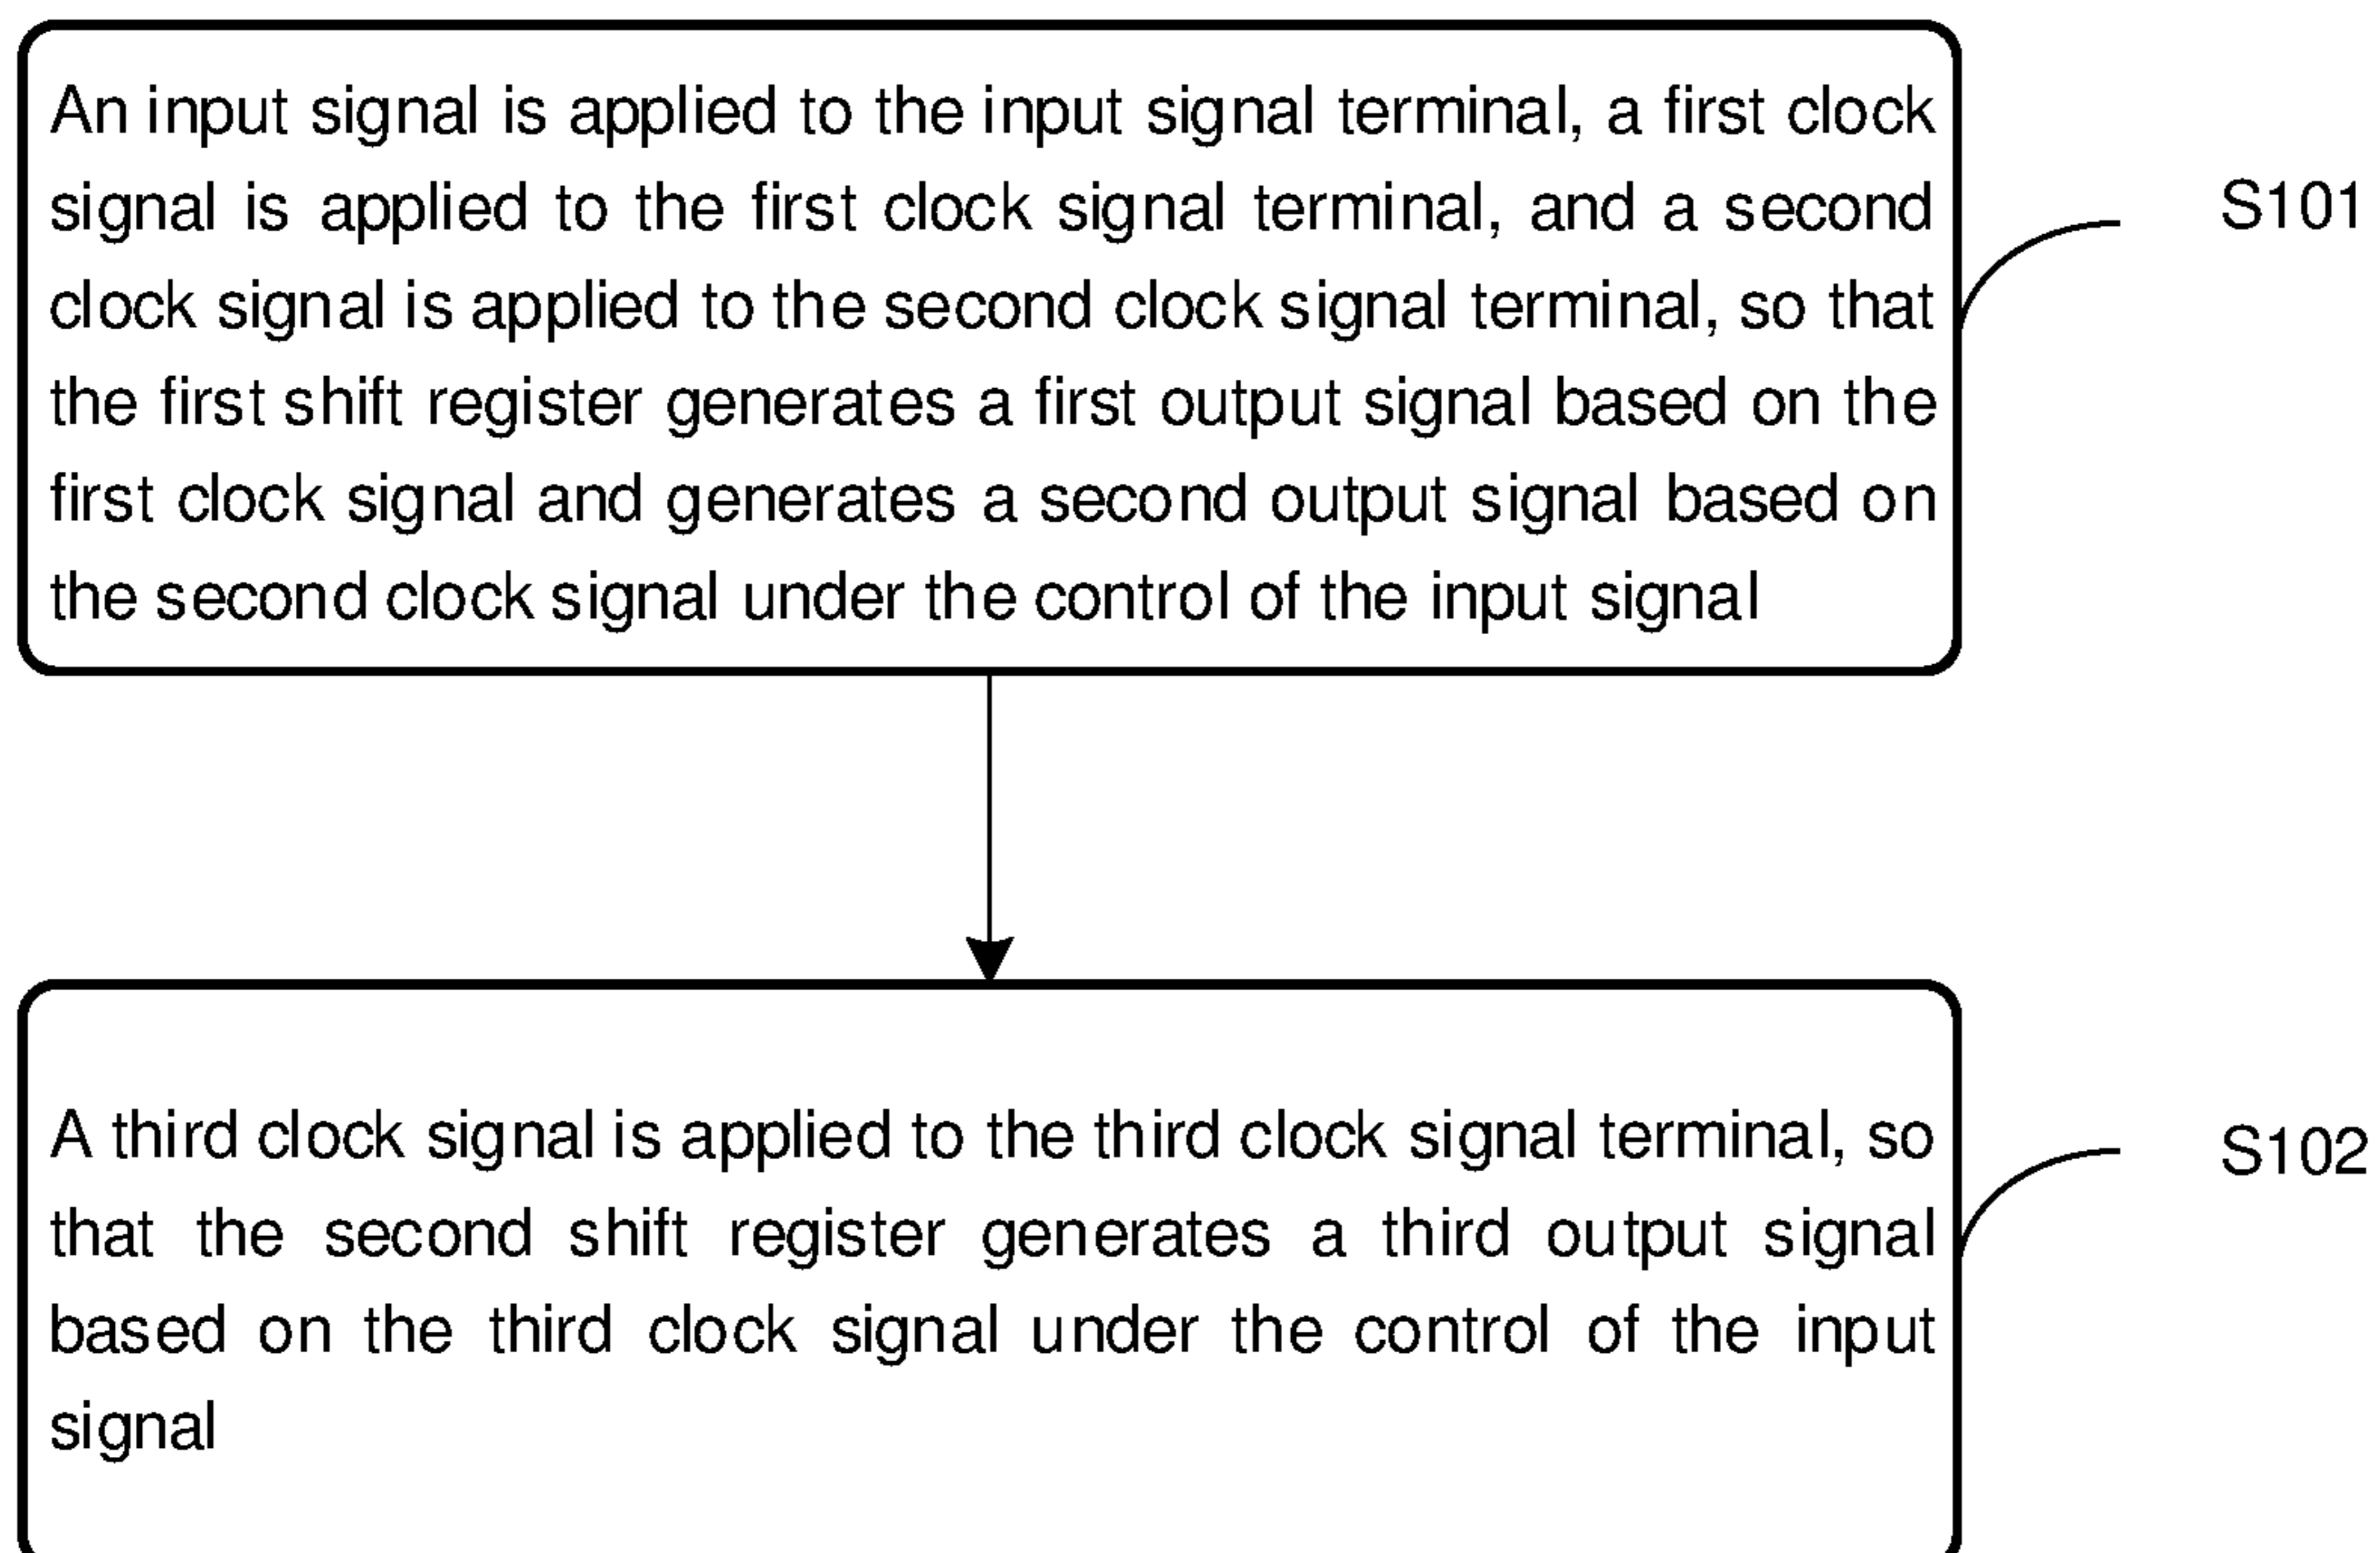 An input signal is applied to the input signal terminal, a first clock
signal is applied to the first clock signal terminal, and a second
clock signal is applied to the second clock signal terminal, so that
the first shift register generates a first output signal based on the
first clock signal and generates a second output signal based on
the second clock signal under the control of the input signal
S101
A third clock signal is applied to the third clock signal terminal, so
that the second shift register generates a third output signal
based on the third clock signal under the control of the input
signal
S102